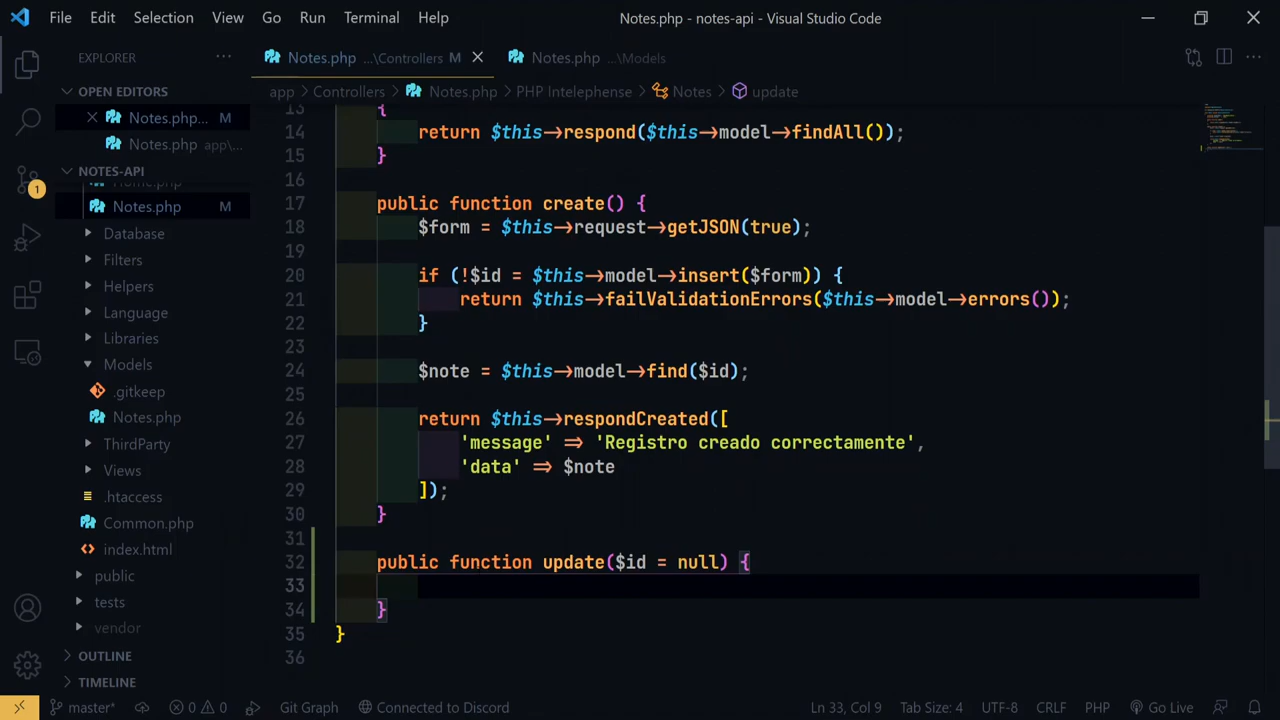 File Edit Selection View Go Run Terminal Help
Notes.php - notes-api - Visual Studio Code
EXPLORER
OPEN EDITORS
Notes.php... M
Notes.php app\...
NOTES-API
Home.php
Notes.php M
Database
Filters
Helpers
Language
Libraries
Models
.gitkeep
Notes.php
ThirdParty
Views
.htaccess
Common.php
index.html
public
tests
vendor
OUTLINE
TIMELINE
1
Notes.php ...\Controllers M
Notes.php ...\Models
app > Controllers > Notes.php > PHP Intelephense > Notes > update
13 {
14 return $this->respond($this->model->findAll());
15 }
16
17 public function create() {
18 $form = $this->request->getJSON(true);
19
20 if (!$id = $this->model->insert($form)) {
21 return $this->failValidationErrors($this->model->errors());
22 }
23
24 $note = $this->model->find($id);
25
26 return $this->respondCreated([
27 'message' => 'Registro creado correctamente',
28 'data' => $note
29 ]);
30 }
31
32 public function update($id = null) {
33
34 }
35 }
36
master* 0 0 Git Graph Connected to Discord Ln 33, Col 9 Tab Size: 4 UTF-8 CRLF PHP Go Live